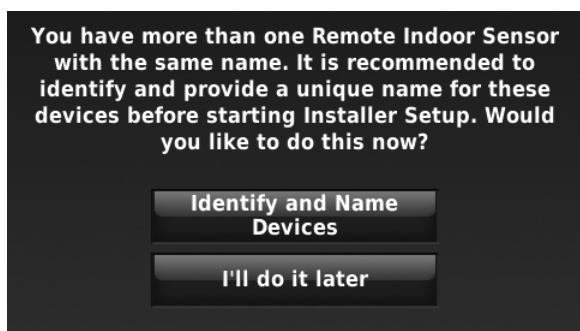 You have more than one Remote Indoor Sensor
with the same name. It is recommended to
identify and provide a unique name for these
devices before starting Installer Setup. Would
you like to do this now?
Identify and Name
Devices
I'll do it later